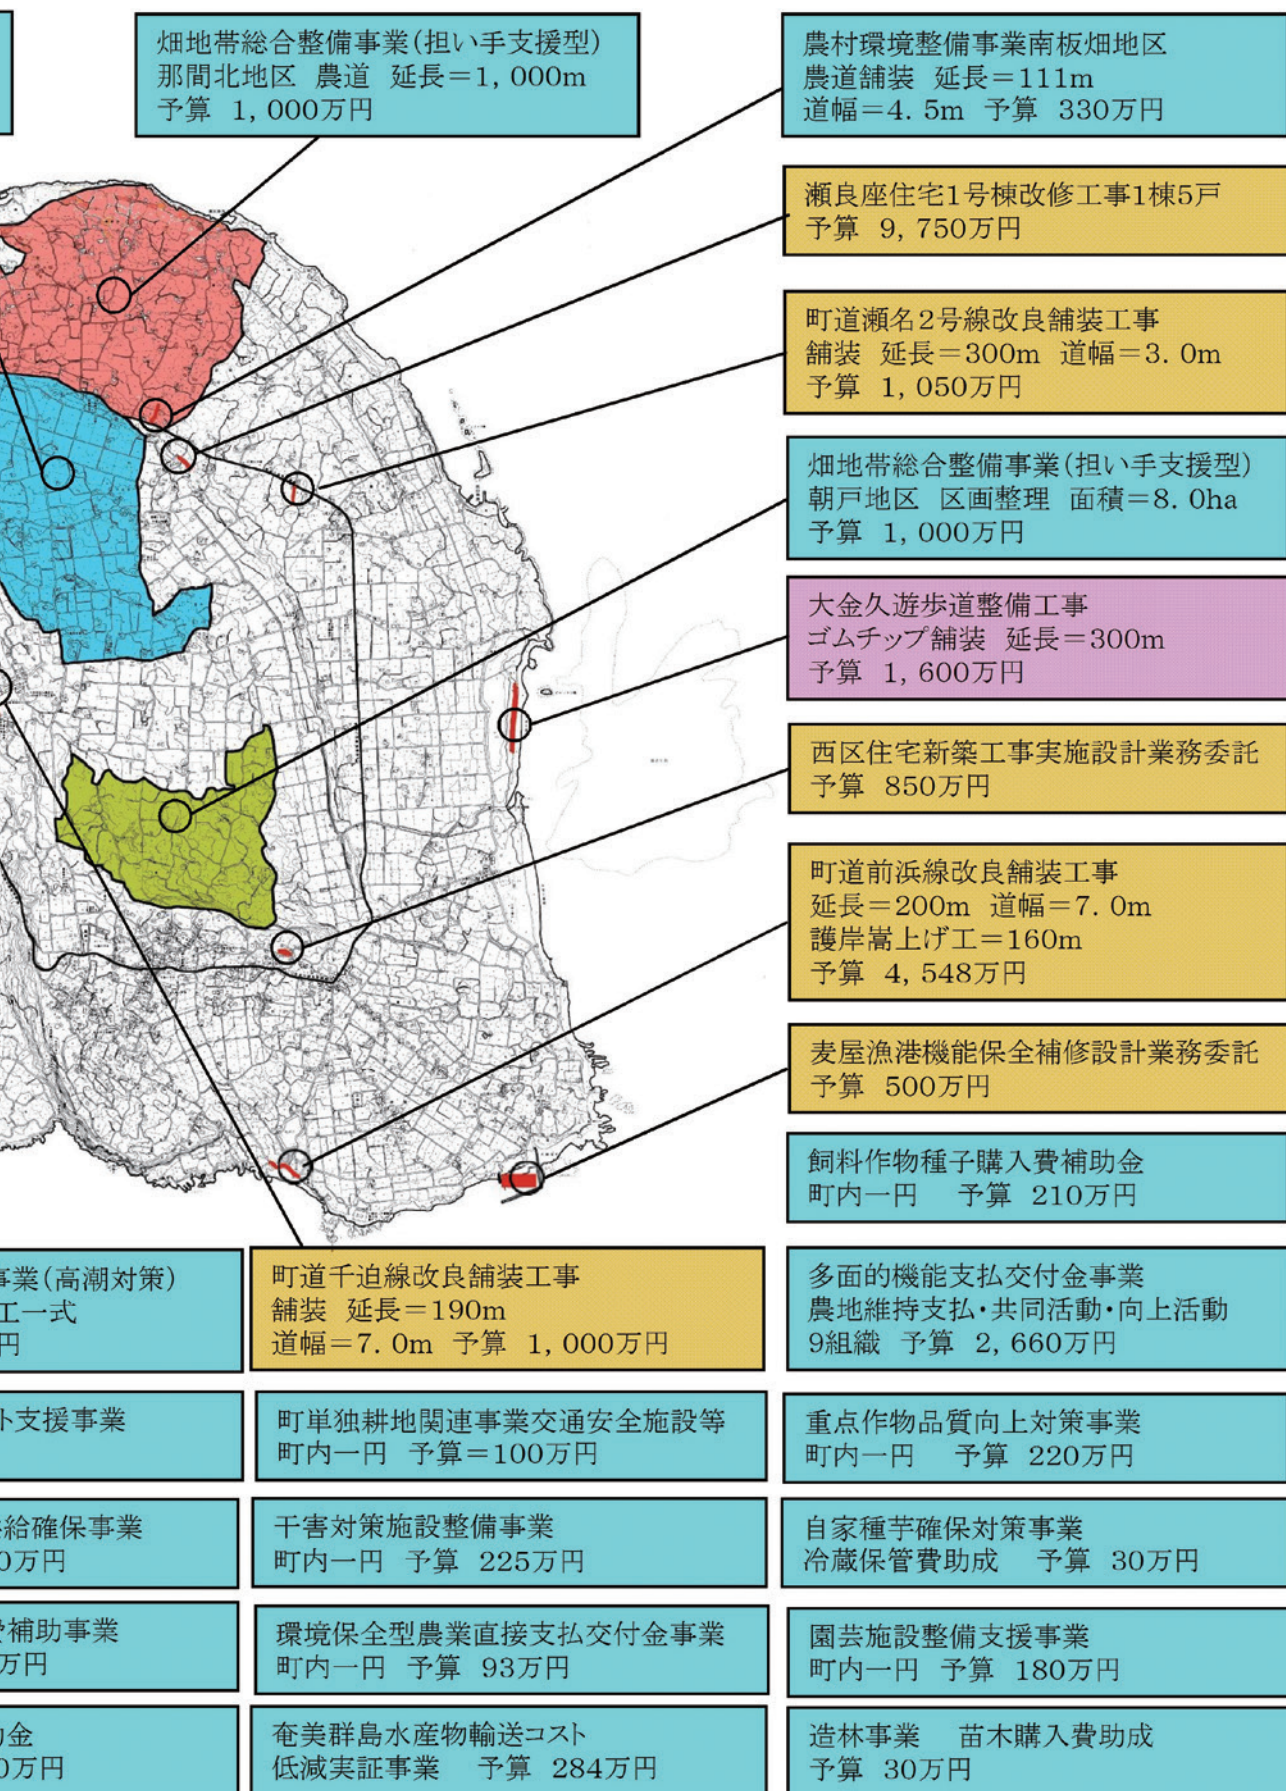 畑地帯総合整備事業(担い手支援型)
那間北地区 農道 延長=1,000m
予算 1,000万円
農村環境整備事業南板畑地区
農道舗装 延長=111m
道幅=4.5m 予算 330万円
瀬良座住宅1号棟改修工事1棟5戸
予算 9,750万円
町道瀬名2号線改良舗装工事
舗装 延長=300m 道幅=3.0m
予算 1,050万円
畑地帯総合整備事業(担い手支援型)
朝戸地区 区画整理 面積=8.0ha
予算 1,000万円
大金久遊歩道整備工事
ゴムチップ舗装 延長=300m
予算 1,600万円
西区住宅新築工事実施設計業務委託
予算 850万円
町道前浜線改良舗装工事
延長=200m 道幅=7.0m
護岸嵩上げ工=160m
予算 4,548万円
麦屋漁港機能保全補修設計業務委託
予算 500万円
飼料作物種子購入費補助金
町内一円 予算 210万円
事業(高潮対策)
工一式
円
町道千迫線改良舗装工事
舗装 延長=190m
道幅=7.0m 予算 1,000万円
多面的機能支払交付金事業
農地維持支払・共同活動・向上活動
9組織 予算 2,660万円
ト支援事業
町単独耕地関連事業交通安全施設等
町内一円 予算=100万円
重点作物品質向上対策事業
町内一円 予算 220万円
給確保事業
0万円
干害対策施設整備事業
町内一円 予算 225万円
自家種芋確保対策事業
冷蔵保管費助成 予算 30万円
補助事業
万円
環境保全型農業直接支払交付金事業
町内一円 予算 93万円
園芸施設整備支援事業
町内一円 予算 180万円
金
0万円
奄美群島水産物輸送コスト
低減実証事業 予算 284万円
造林事業 苗木購入費助成
予算 30万円